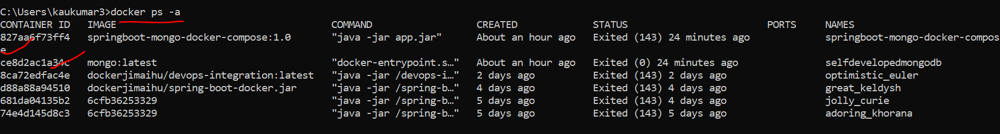 C:\Users\kaukumar3>docker ps -a
CONTAINER ID   IMAGE                                 COMMAND                  CREATED             STATUS                        PORTS     NAMES
827aa6f73ff4   springboot-mongo-docker-compose:1.0   "java -jar app.jar"      About an hour ago   Exited (143) 24 minutes ago             springboot-mongo-docker-compos
e
ce8d2ac1a34c   mongo:latest                          "docker-entrypoint.s…"   About an hour ago   Exited (0) 24 minutes ago               selfdevelopedmongodb
8ca72edfac4e   dockerjimaihu/devops-integration:latest   "java -jar /devops-i…"   2 days ago          Exited (143) 2 days ago                 optimistic_euler
d88a88a94510   dockerjimaihu/spring-boot-docker.jar   "java -jar /spring-b…"   4 days ago          Exited (143) 4 days ago                 great_keldysh
681da04135b2   6cfb36253329                          "java -jar /spring-b…"   5 days ago          Exited (143) 4 days ago                 jolly_curie
74e4d145d8c3   6cfb36253329                          "java -jar /spring-b…"   5 days ago          Exited (143) 5 days ago                 adoring_khorana